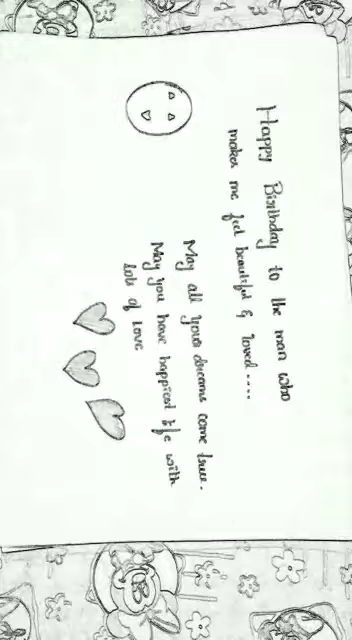 Happy Birthday to the man who
makes me feel beautiful & loved....
May all your dreams come true.
May you have happiest life with
lots of love